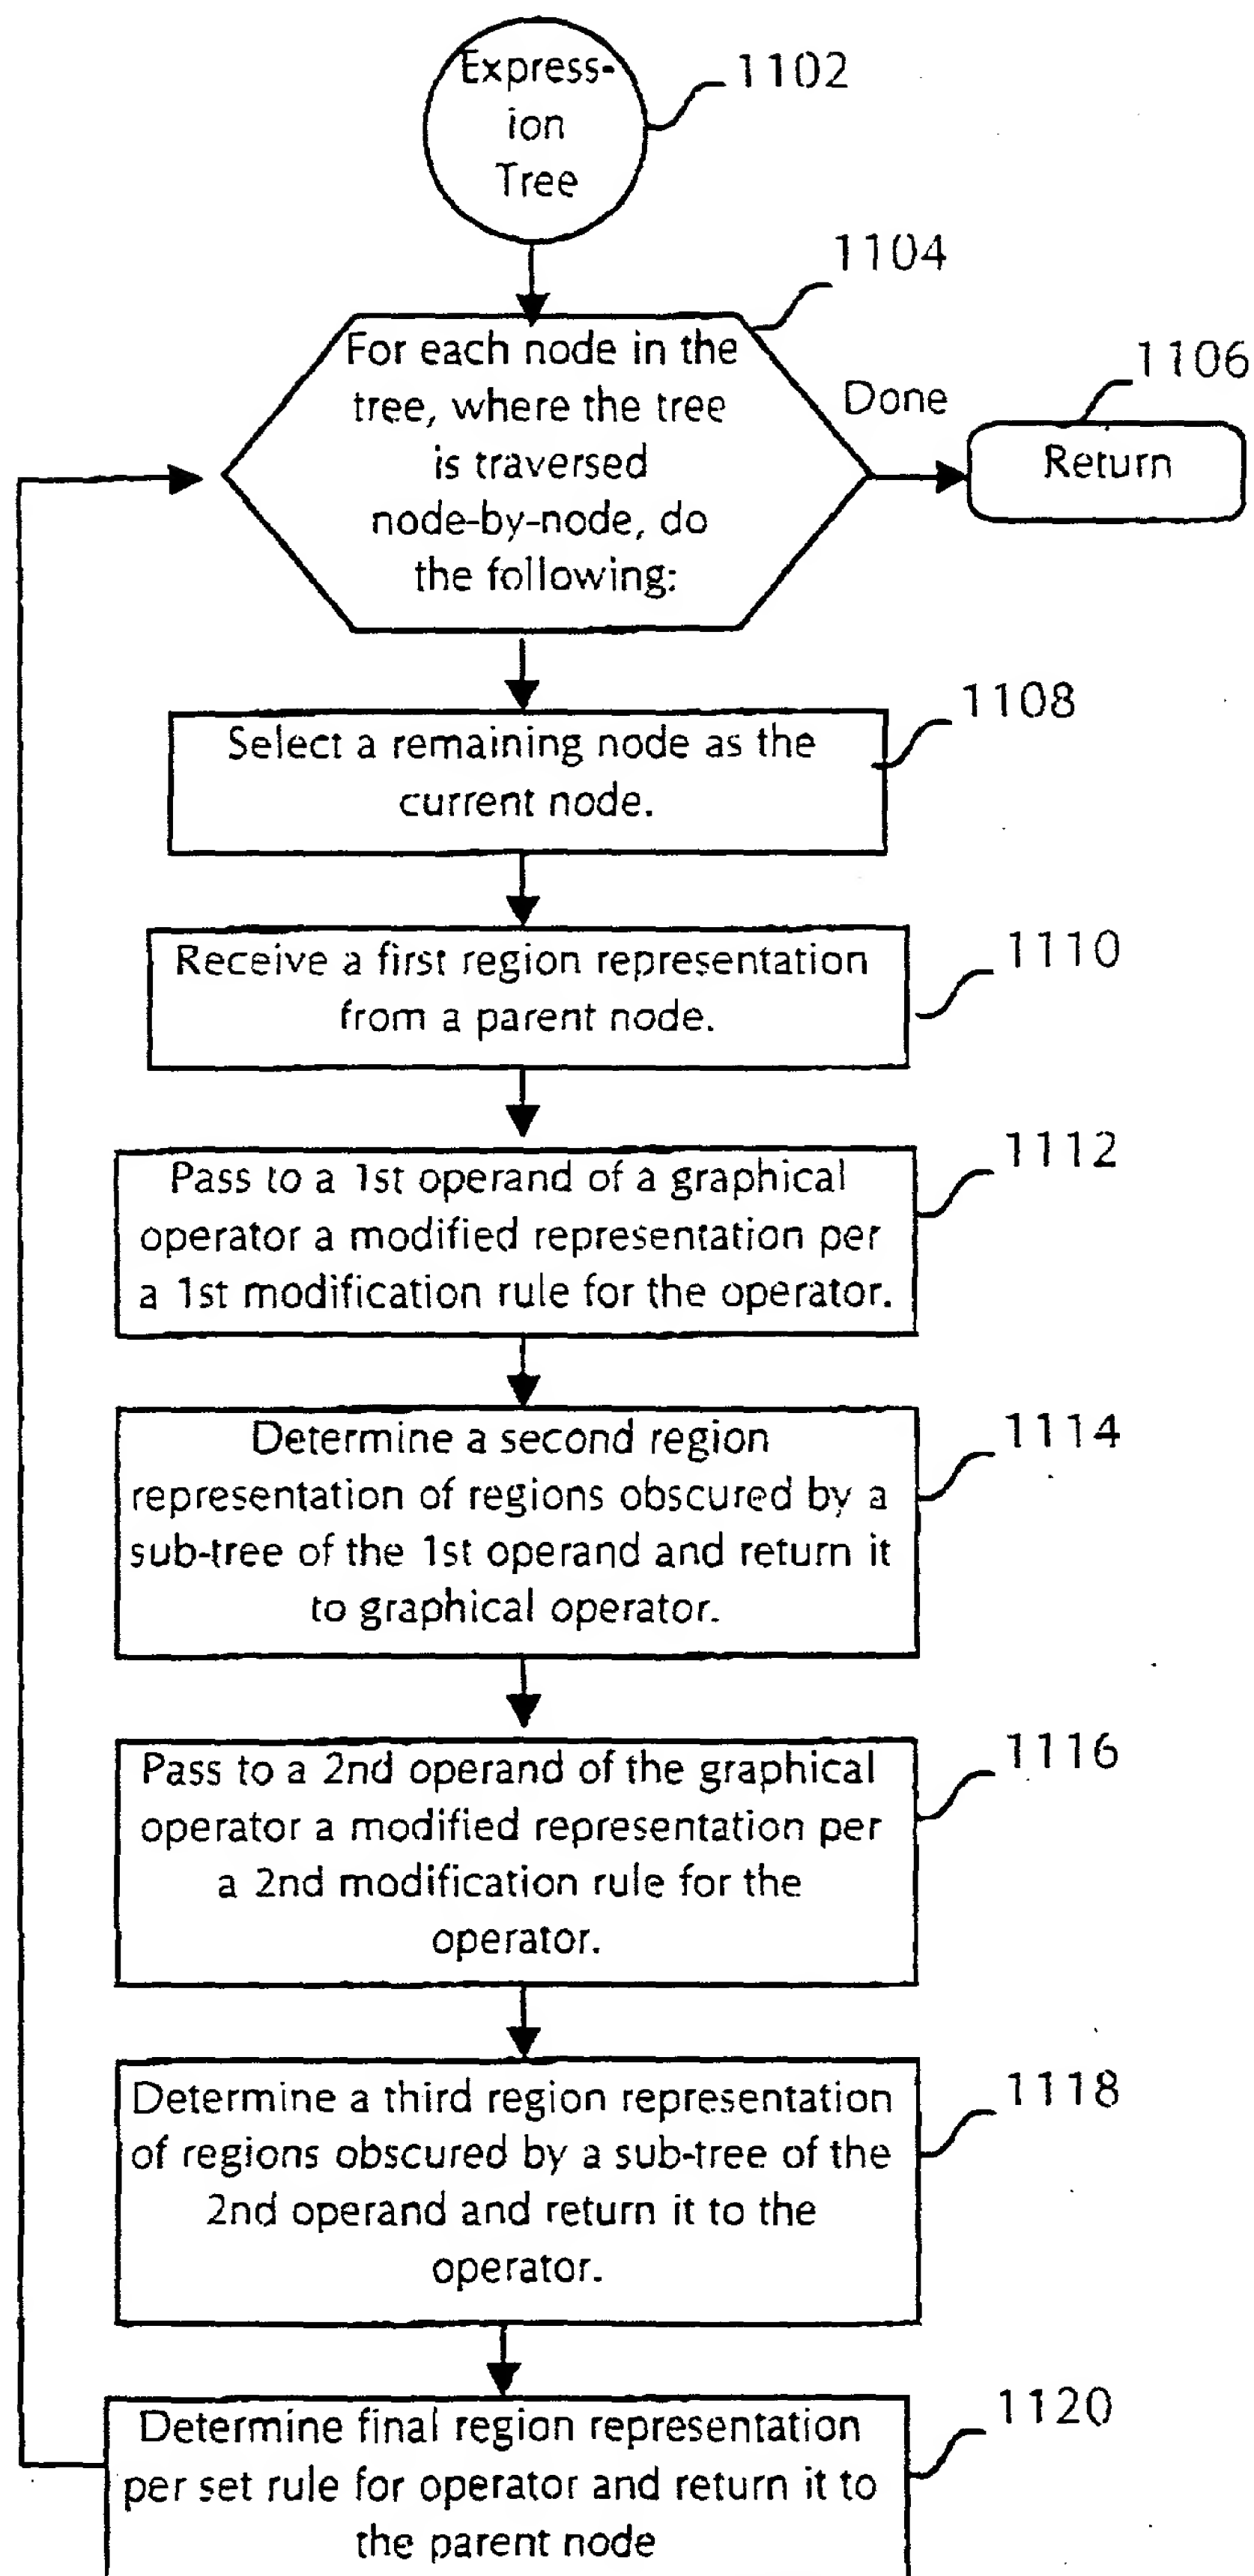 Express-
ion
Tree
1102
1104
For each node in the
tree, where the tree
is traversed
node-by-node, do
the following:
Done
1106
Return
1108
Select a remaining node as the
current node.
1110
Receive a first region representation
from a parent node.
1112
Pass to a 1st operand of a graphical
operator a modified representation per
a 1st modification rule for the operator.
1114
Determine a second region
representation of regions obscured by a
sub-tree of the 1st operand and return it
to graphical operator.
1116
Pass to a 2nd operand of the graphical
operator a modified representation per
a 2nd modification rule for the
operator.
1118
Determine a third region representation
of regions obscured by a sub-tree of the
2nd operand and return it to the
operator.
1120
Determine final region representation
per set rule for operator and return it to
the parent node